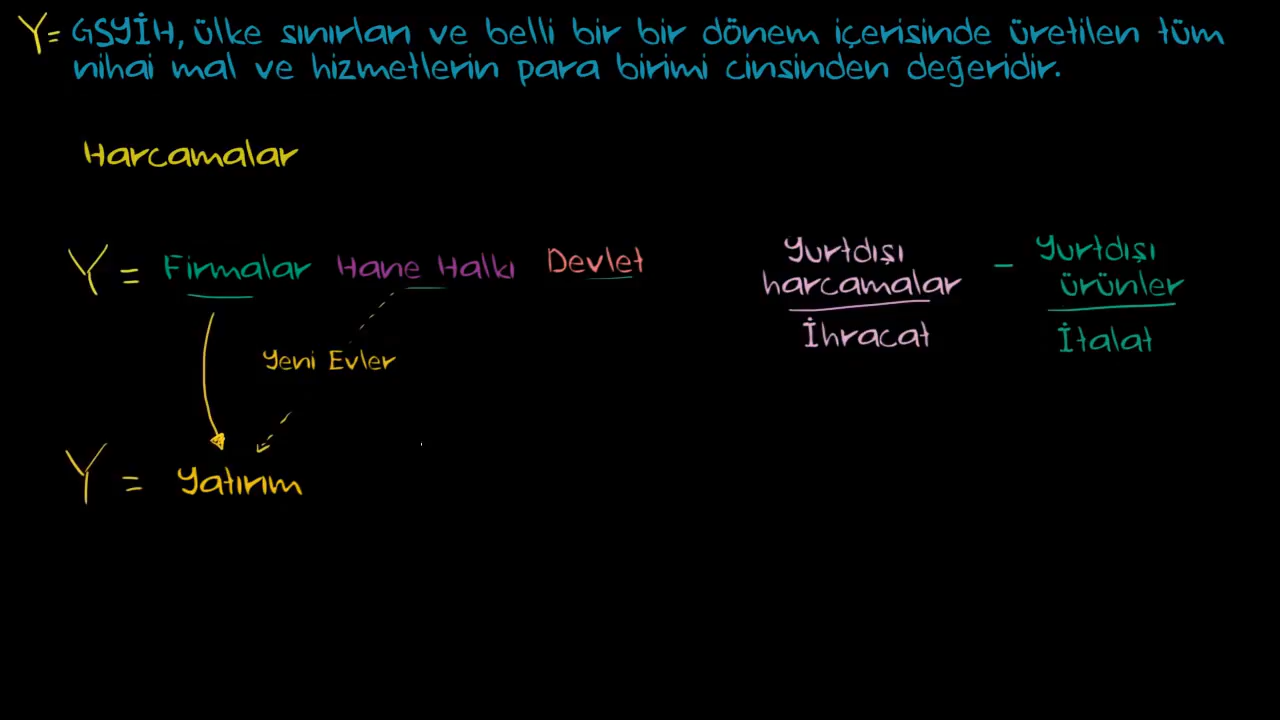 Y= GSYİH, ülke sınırları ve belli bir bir dönem içerisinde üretilen tüm
nihai mal ve hizmetlerin para birimi cinsinden değeridir.
Harcamalar
Y = Firmalar Hane Halkı Devlet Yurtdışı harcamalar İhracat - Yurtdışı ürünler İtalat
Yeni Evler
Y = Yatırım